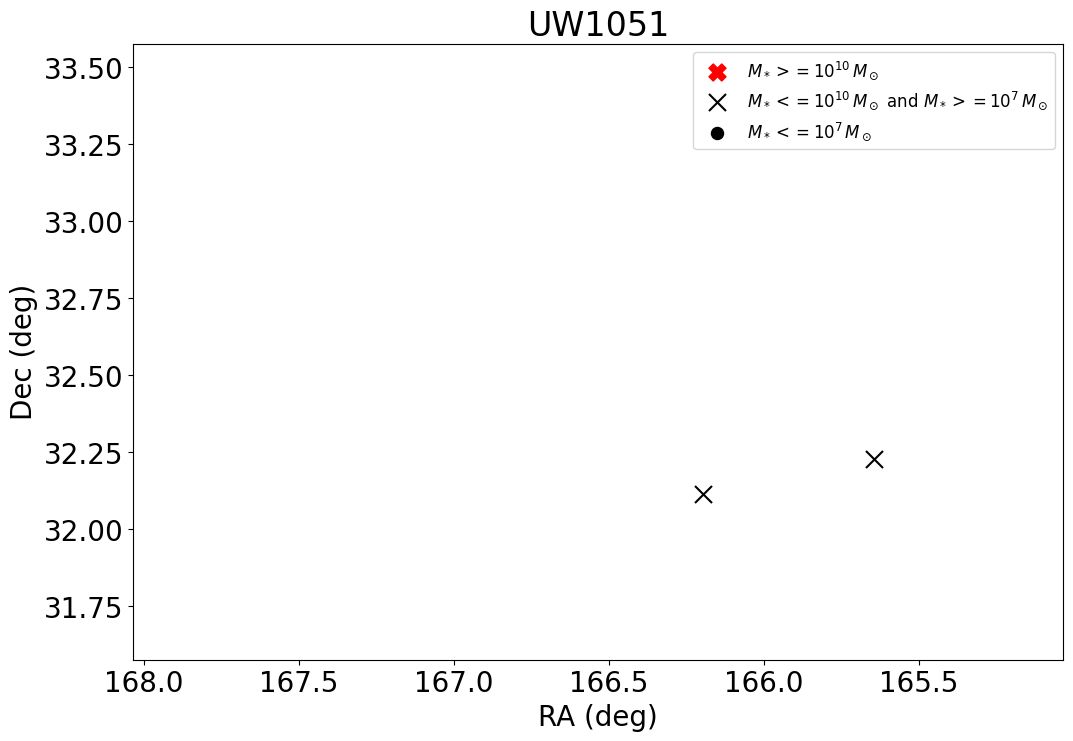 UW1051
M* >= 10^10 M⊙
M* <= 10^10 M⊙ and M* >= 10^7 M⊙
M* <= 10^7 M⊙
33.50
33.25
33.00
32.75
32.50
32.25
32.00
31.75
Dec (deg)
168.0 167.5 167.0 166.5 166.0 165.5
RA (deg)